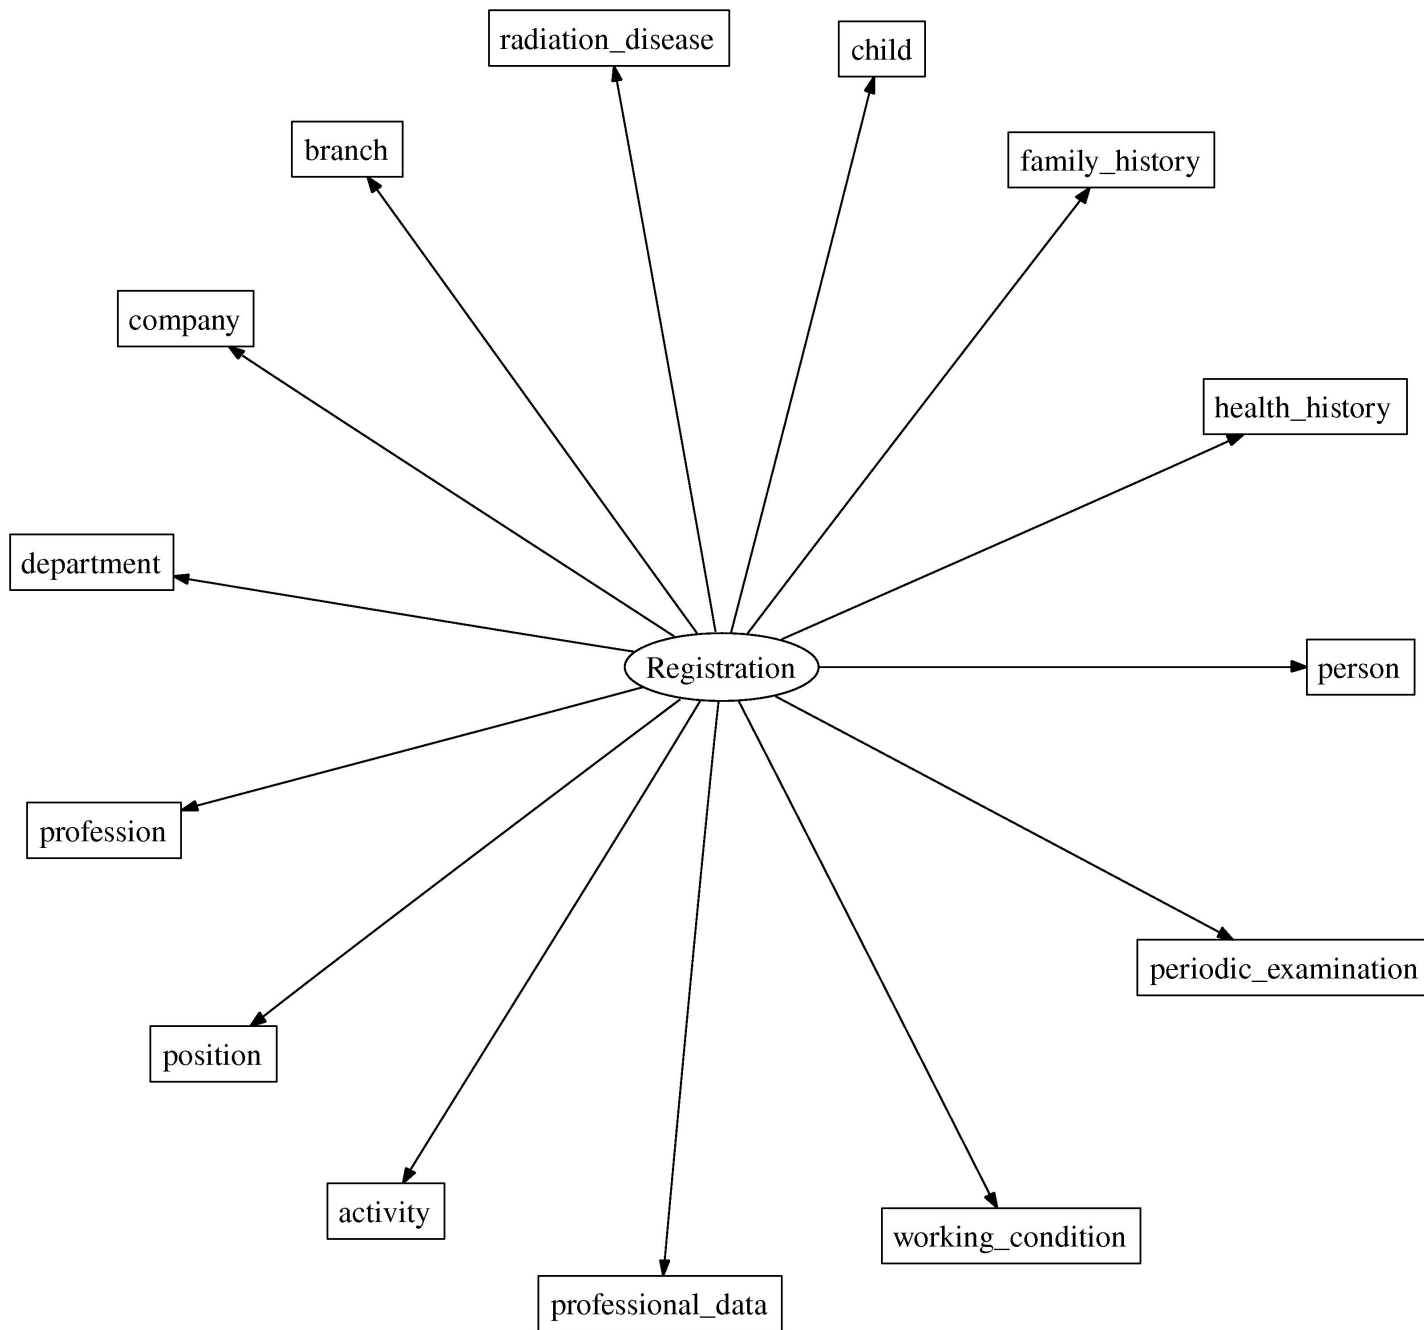 radiation_disease
child
branch
family_history
company
health_history
department
Registration
person
profession
periodic_examination
position
activity
working_condition
professional_data